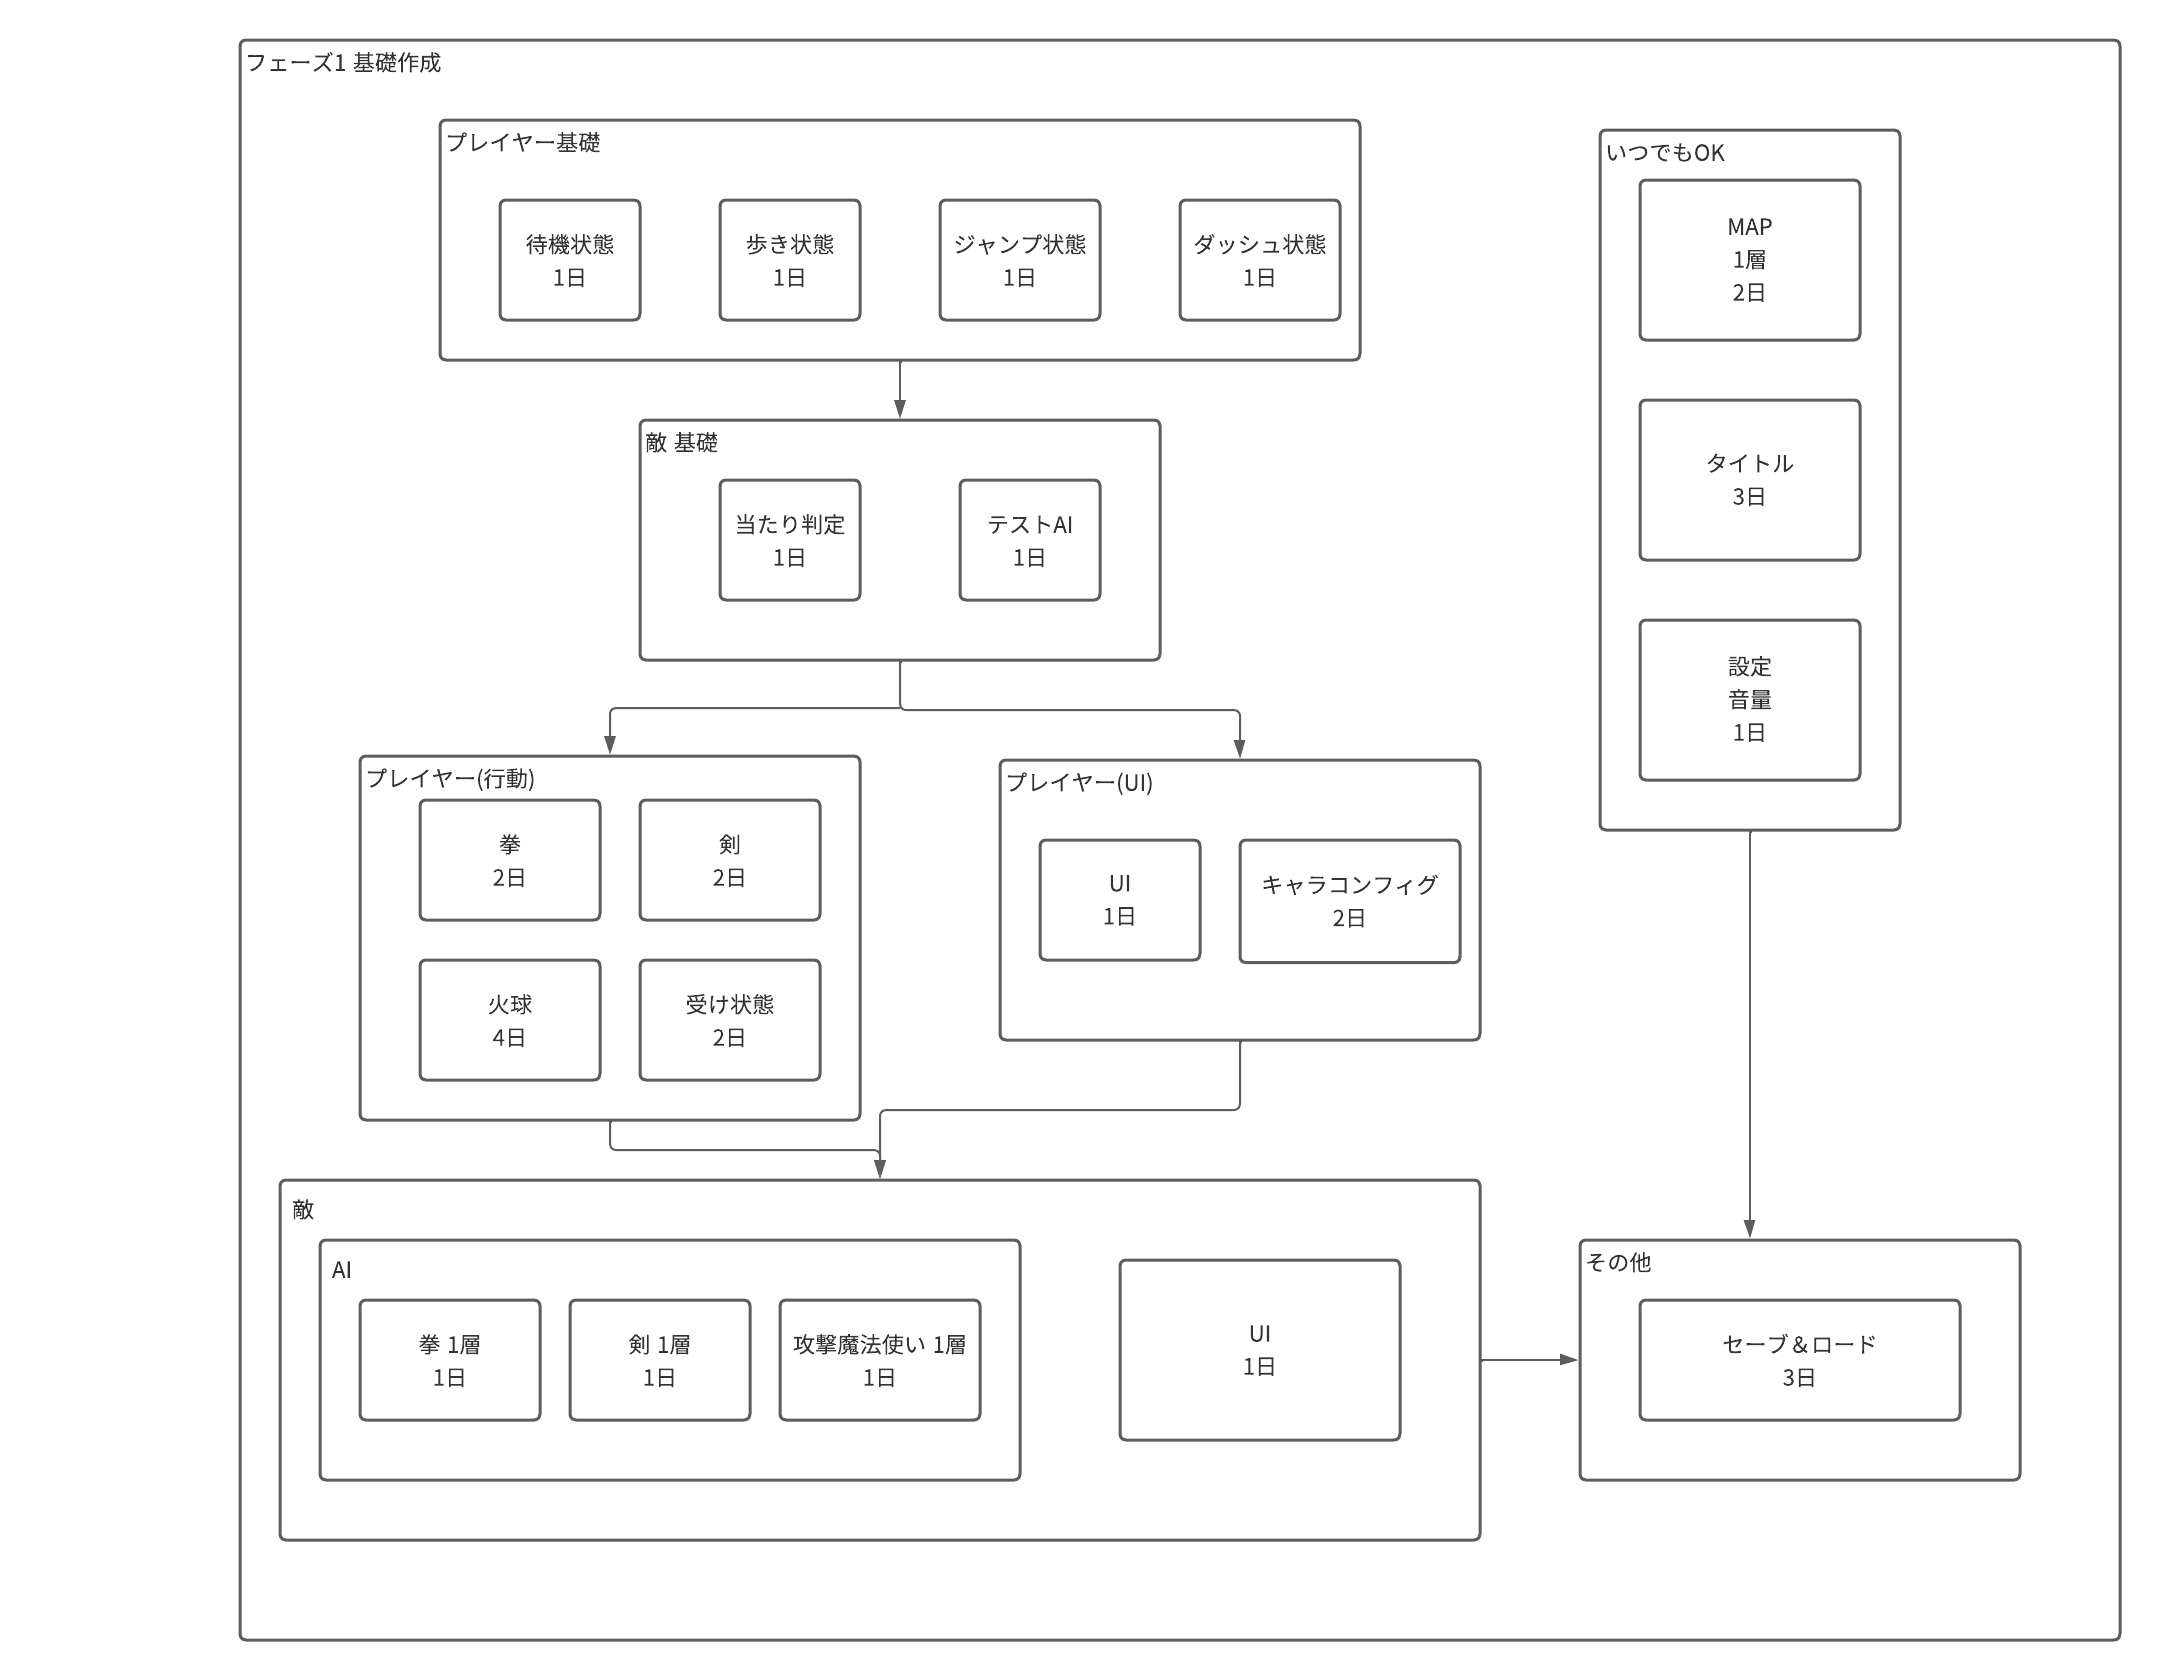 フェーズ1 基礎作成
プレイヤー基礎
待機状態
1日
歩き状態
1日
ジャンプ状態
1日
ダッシュ状態
1日
いつでもOK
MAP
1層
2日
タイトル
3日
設定
音量
1日
敵 基礎
当たり判定
1日
テストAI
1日
プレイヤー(行動)
拳
2日
剣
2日
火球
4日
受け状態
2日
プレイヤー(UI)
UI
1日
キャラコンフィグ
2日
敵
AI
拳 1層
1日
剣 1層
1日
攻撃魔法使い 1層
1日
UI
1日
その他
セーブ＆ロード
3日